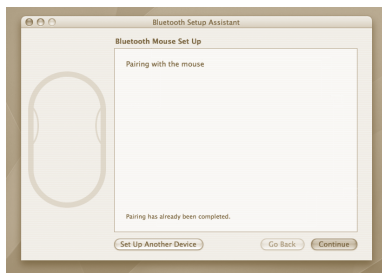 Bluetooth Setup Assistant
Bluetooth Mouse Set Up
Pairing with the mouse
Pairing has already been completed.
Set Up Another Device
Go Back
Continue